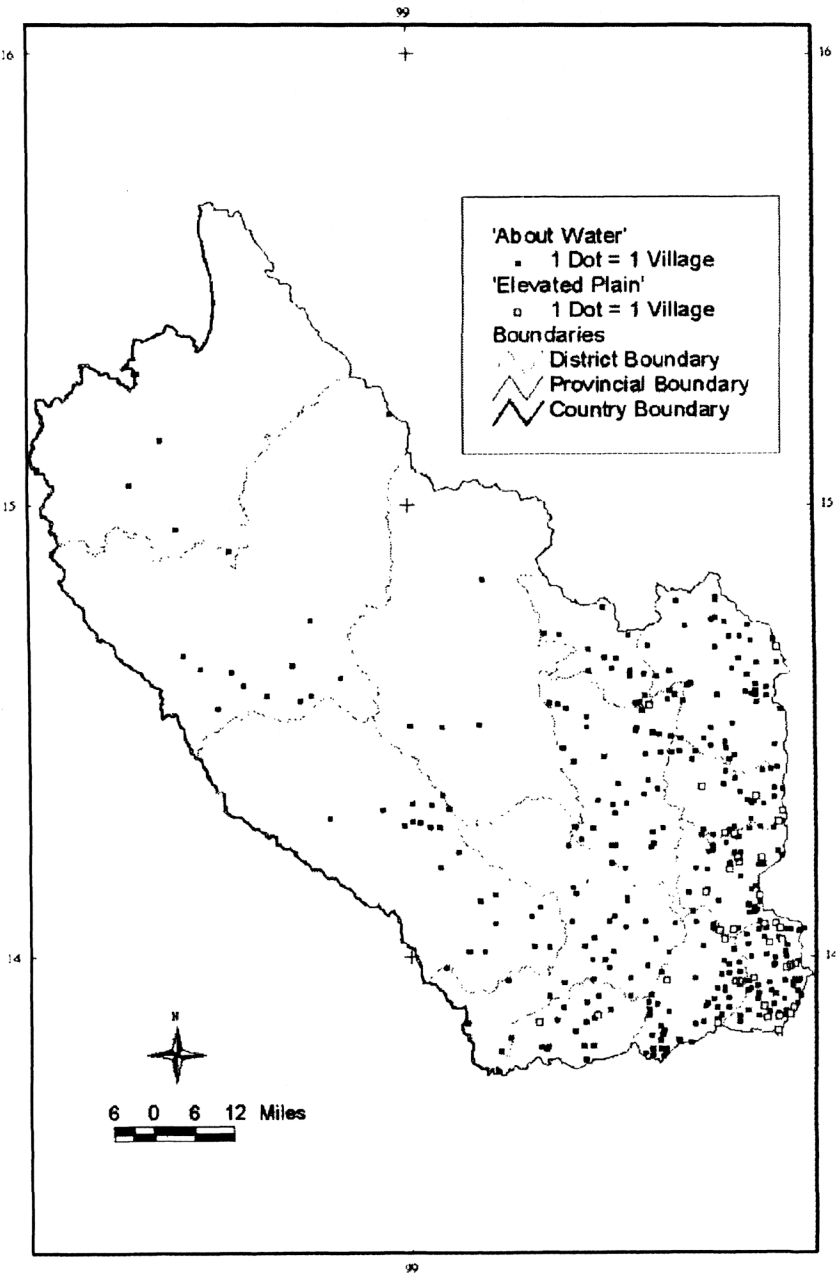 99
16 16
'About Water'
1 Dot = 1 Village
'Elevated Plain'
1 Dot = 1 Village
Boundaries
District Boundary
Provincial Boundary
Country Boundary
15 15
14 14
N
6 0 6 12 Miles
99